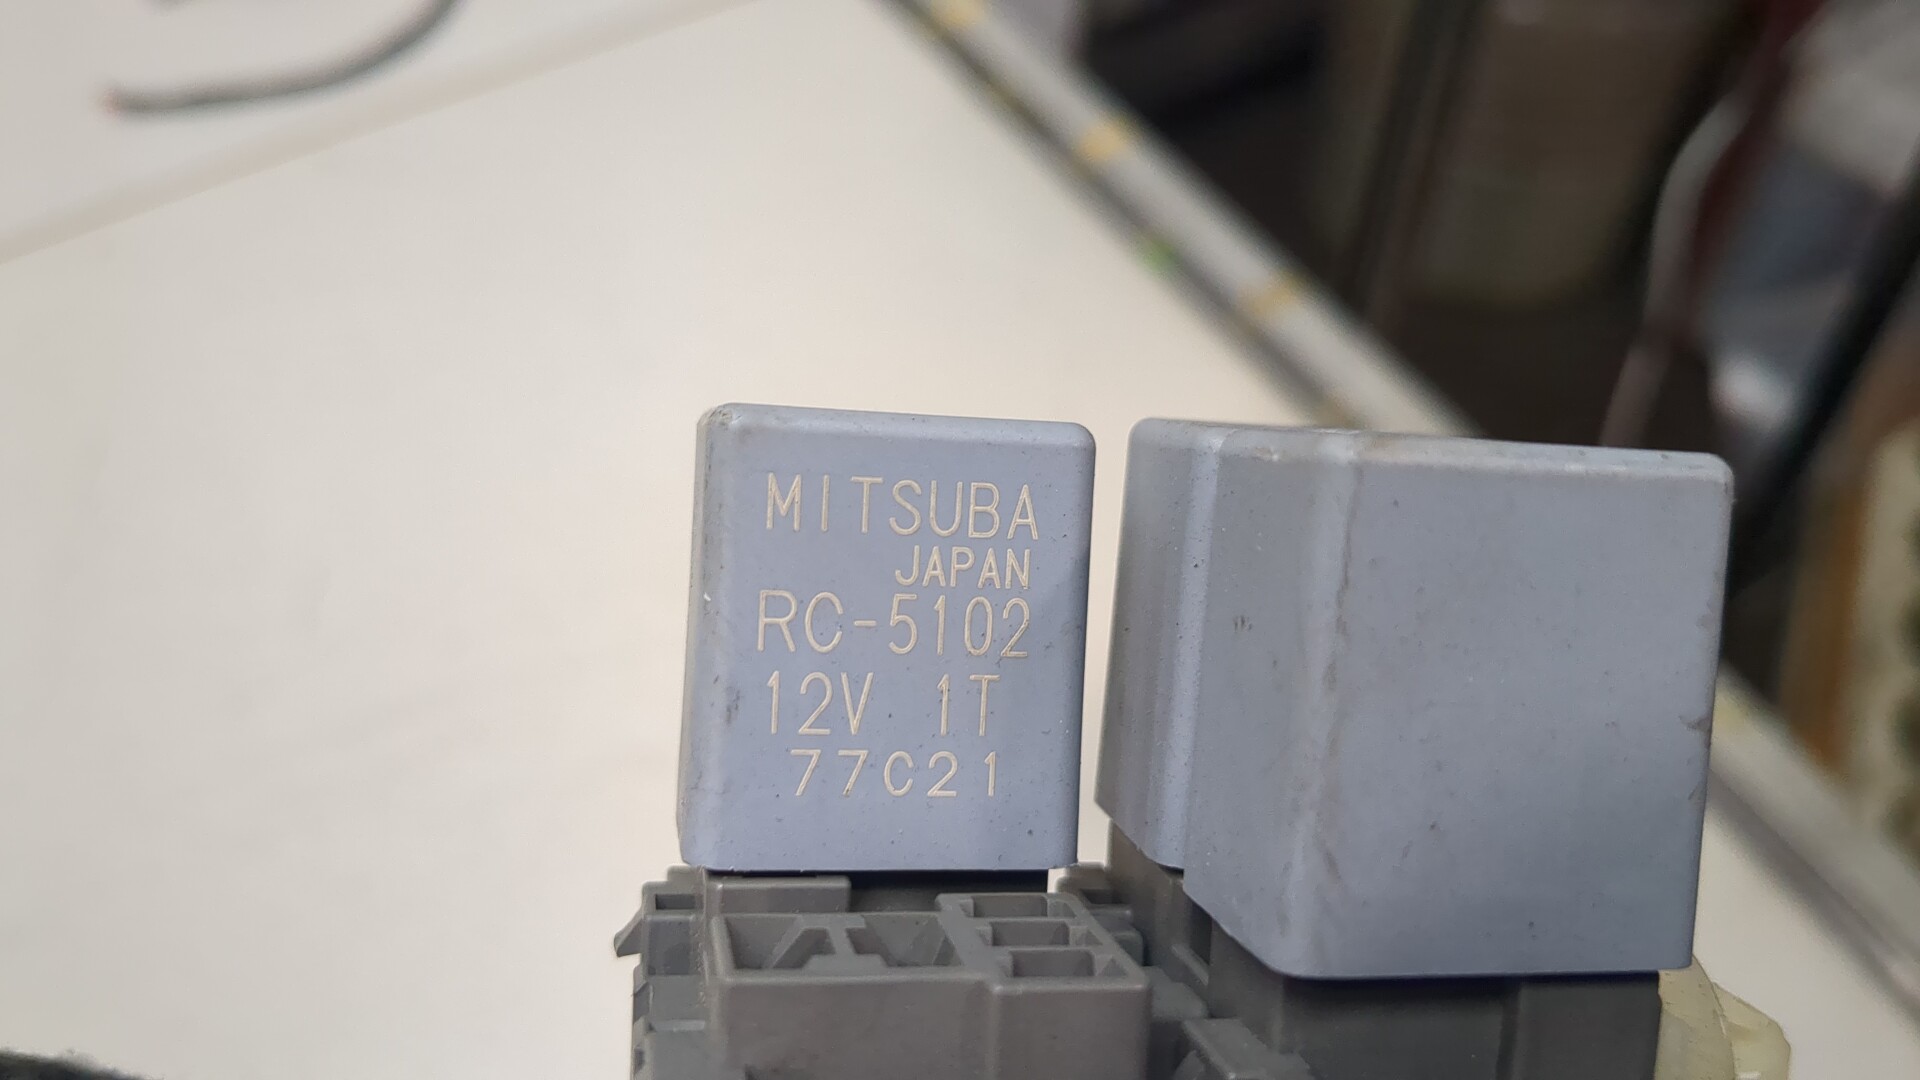 MITSUBA
JAPAN
RC-5102
12V 1T
77C21